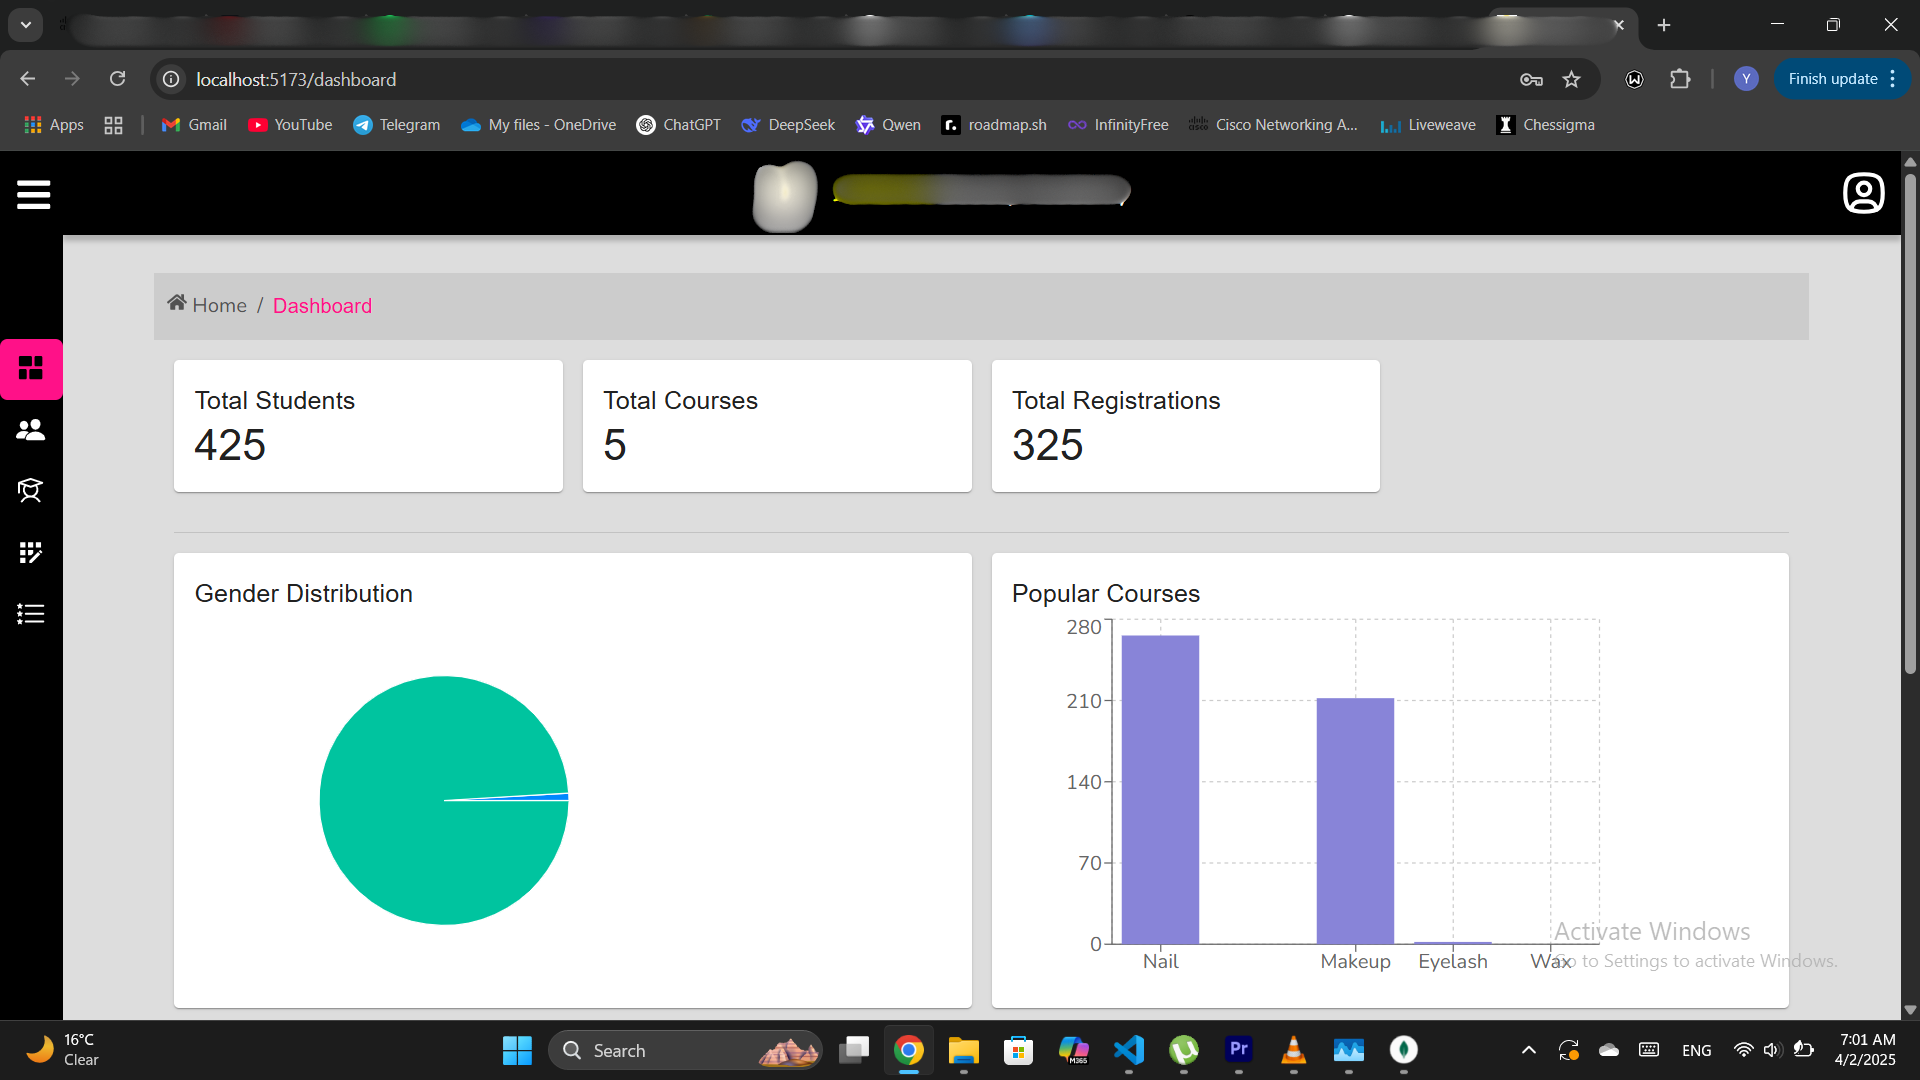 localhost:5173/dashboard
Y
Finish update
Apps
Gmail
YouTube
Telegram
My files - OneDrive
ChatGPT
DeepSeek
Qwen
roadmap.sh
InfinityFree
Cisco Networking A...
Liveweave
Chessigma
Home / Dashboard
Total Students
425
Total Courses
5
Total Registrations
325
Gender Distribution
Popular Courses
280
210
140
70
0
Nail
Makeup
Eyelash
Wax
Activate Windows
Go to Settings to activate Windows.
16°C
Clear
Search
M365
Pr
ENG
7:01 AM
4/2/2025